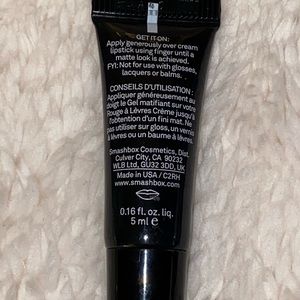 GET IT ON:
Apply generously over cream
lipstick using finger until a
matte look is achieved.
FYI: Not for use with glosses,
lacquers or balms.
CONSEILS D'UTILISATION :
Appliquer généreusement au
doigt le Gel matifiant sur votre
Rouge à Lèvres Crème jusqu'à
l'obtention d'un fini mat. Ne
pas utiliser sur gloss, un vernis
à lèvres ou un baume à lèvres.
Smashbox Cosmetics, Dist.
Culver City, CA 90232
WLB Ltd, GU32 3DD, UK
Made in USA / C2RH
www.smashbox.com
0.16 fl. oz. liq.
5 ml e